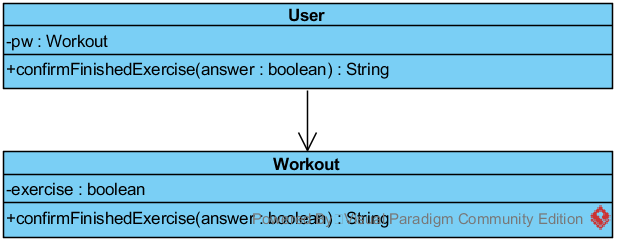 User
-pw : Workout
+confirmFinishedExercise(answer : boolean) : String
Workout
-exercise : boolean
+confirmFinishedExercise(answer : boolean) : String
Powered By Visual Paradigm Community Edition